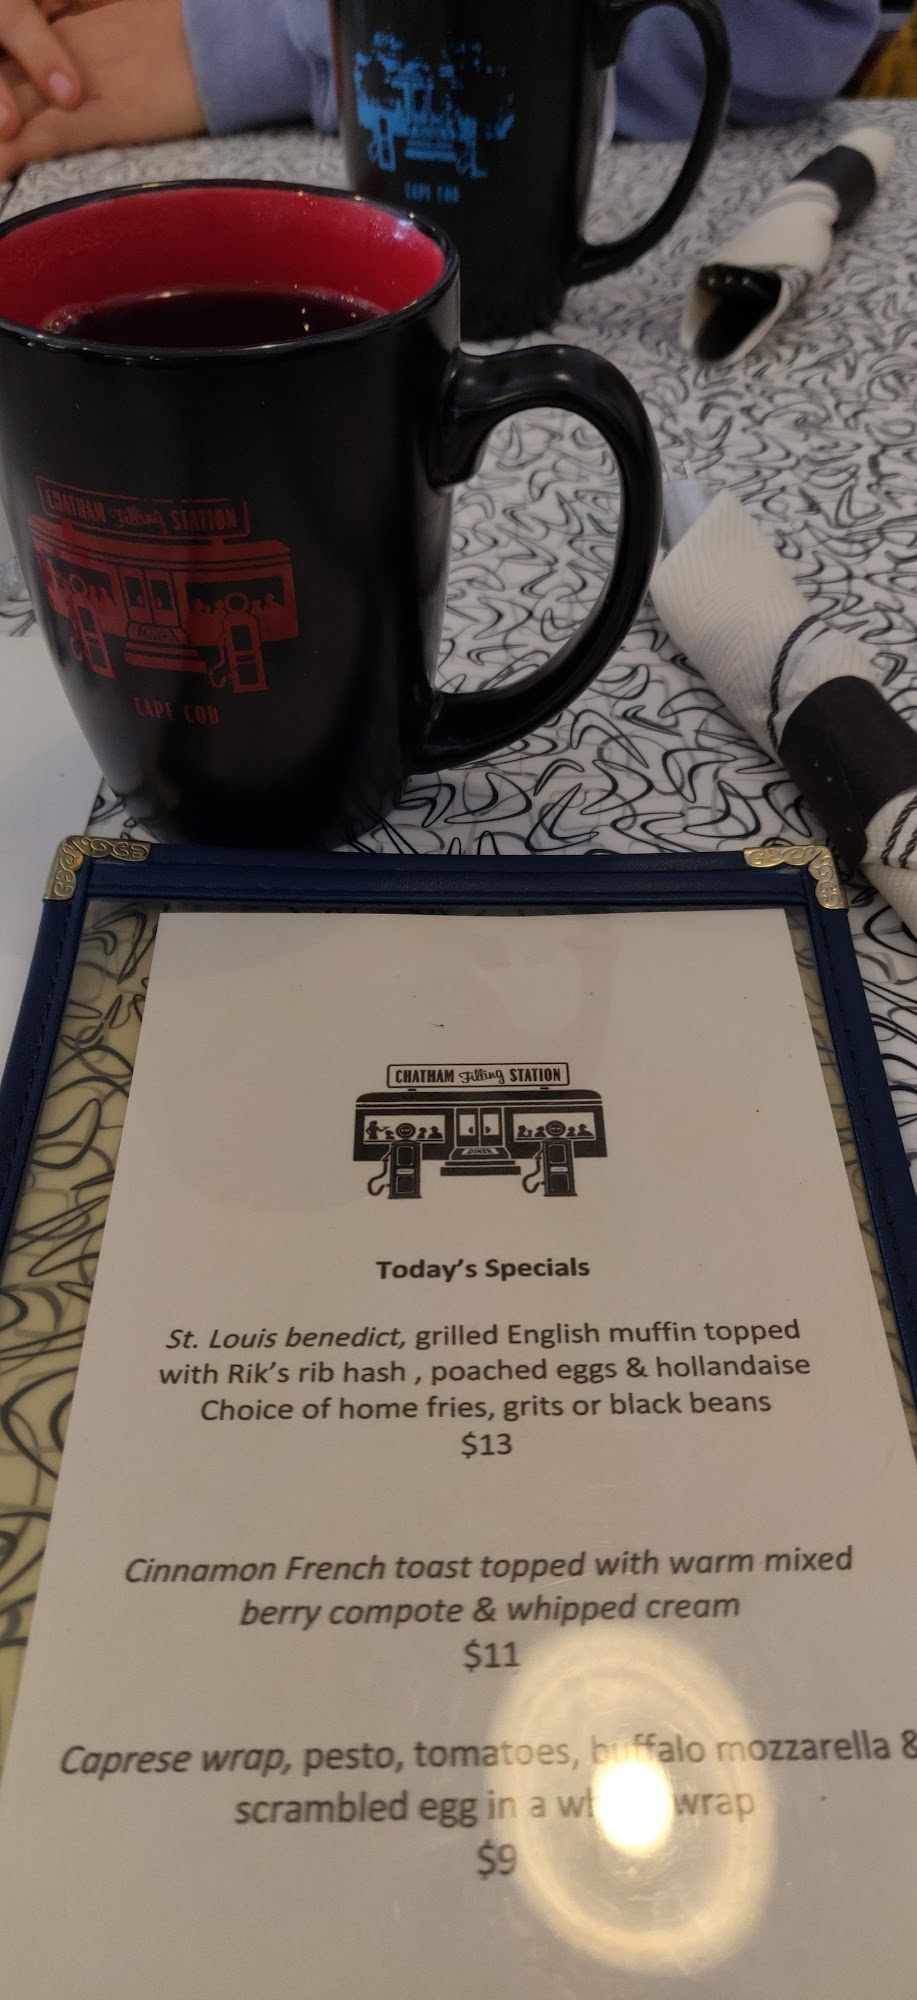 CAPE COD
CHATHAM Filling STATION
DINER
CAPE COD
CHATHAM Filling STATION
DINER
Today's Specials
St. Louis benedict, grilled English muffin topped
with Rik's rib hash , poached eggs & hollandaise
Choice of home fries, grits or black beans
$13
Cinnamon French toast topped with warm mixed
berry compote & whipped cream
$11
Caprese wrap, pesto, tomatoes, buffalo mozzarella &
scrambled egg in a wrap
$9